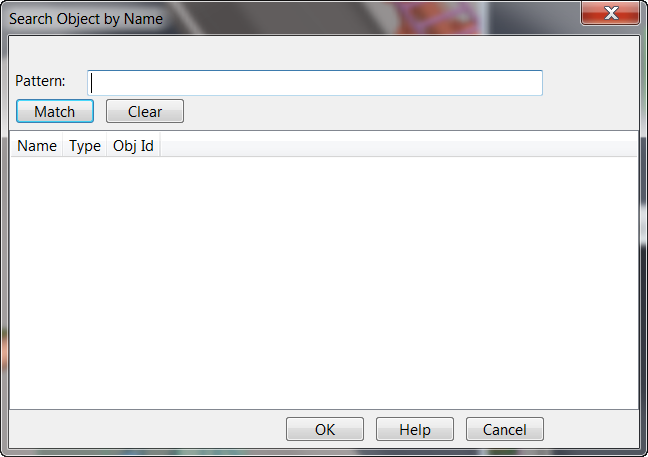 Search Object by Name
Pattern:
Match Clear
Name Type Obj Id
OK Help Cancel